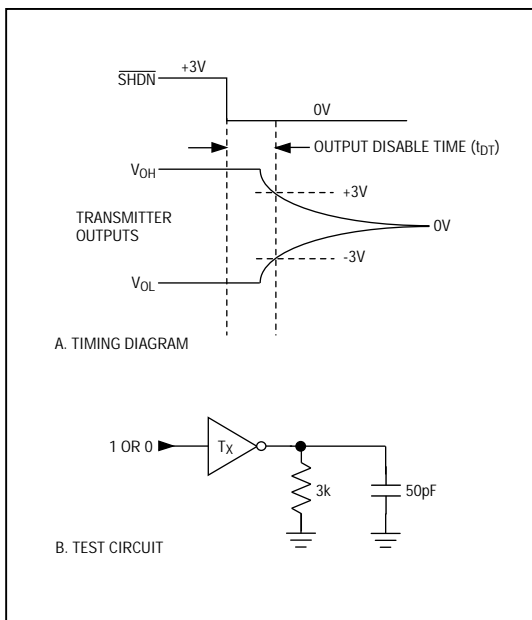 +3V
SHDN
0V
OUTPUT DISABLE TIME (tDT)
VOH
+3V
TRANSMITTER
OUTPUTS
0V
-3V
VOL
A. TIMING DIAGRAM
1 OR 0
TX
3k
50pF
B. TEST CIRCUIT